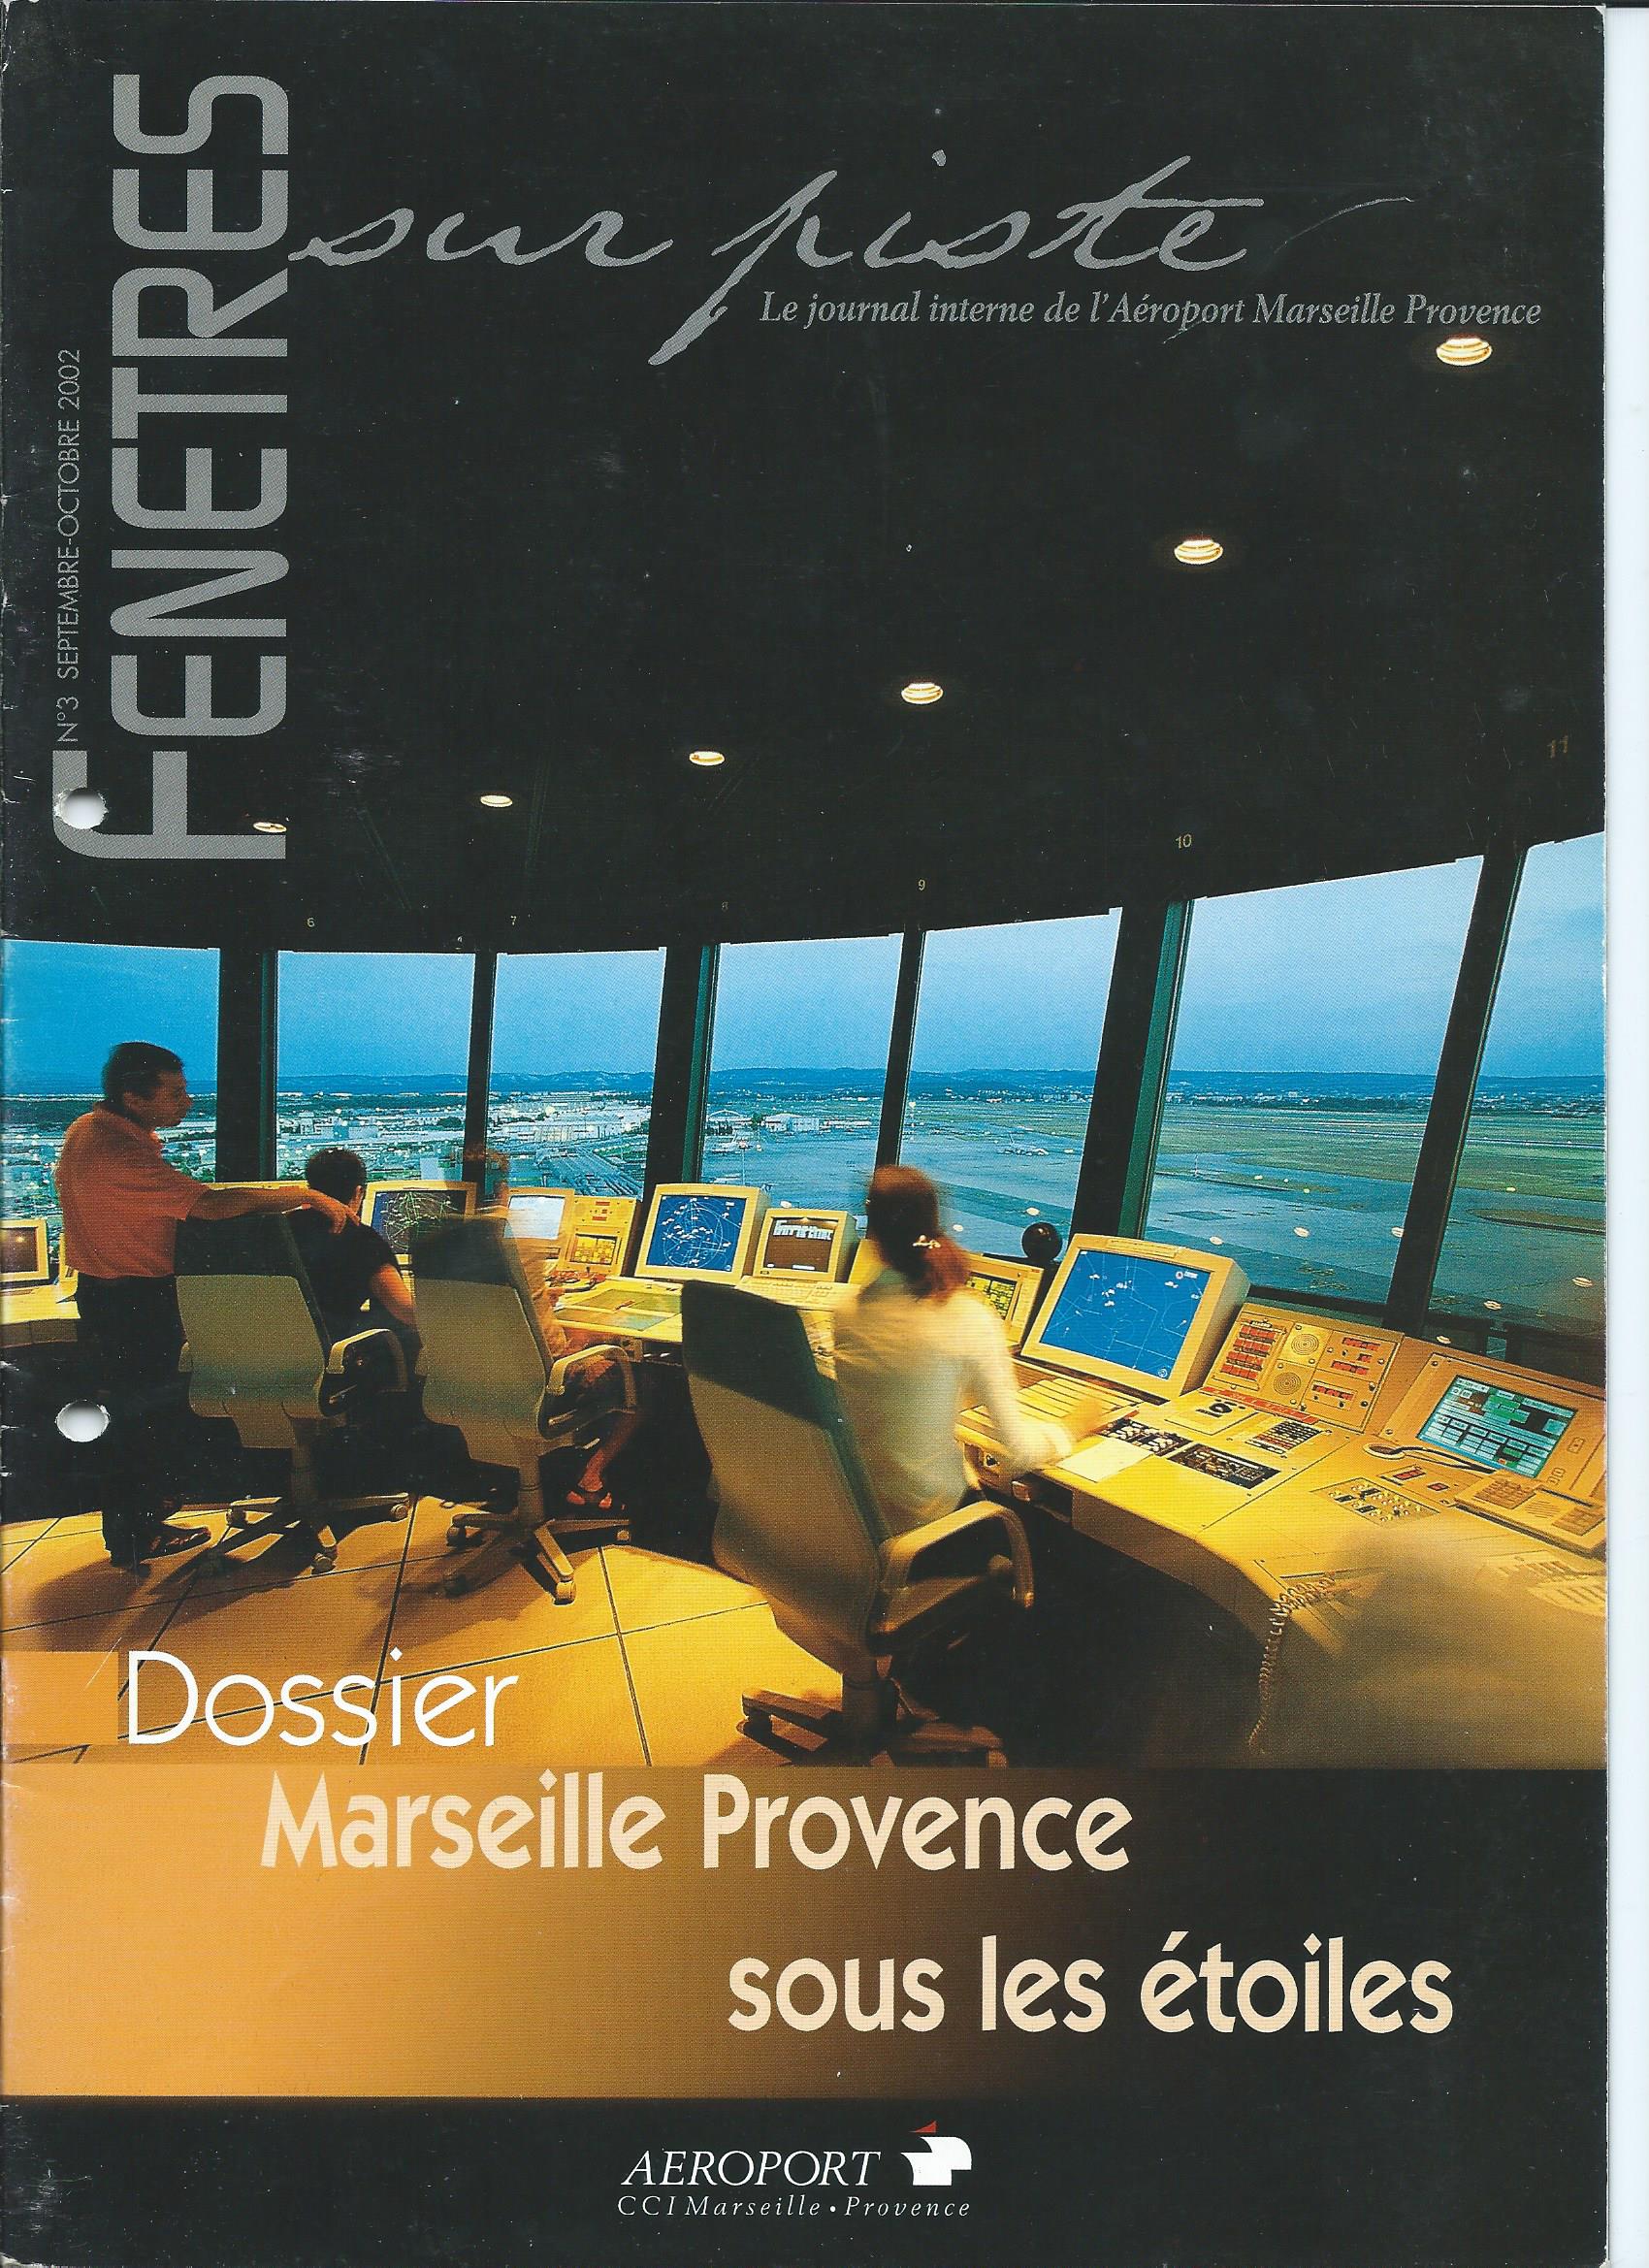 N°3 SEPTEMBRE-OCTOBRE 2002
FENETRES
sur piste
Le journal interne de l'Aéroport Marseille Provence
6
7
8
9
10
11
Dossier
Marseille Provence
sous les étoiles
AEROPORT
CCI Marseille • Provence